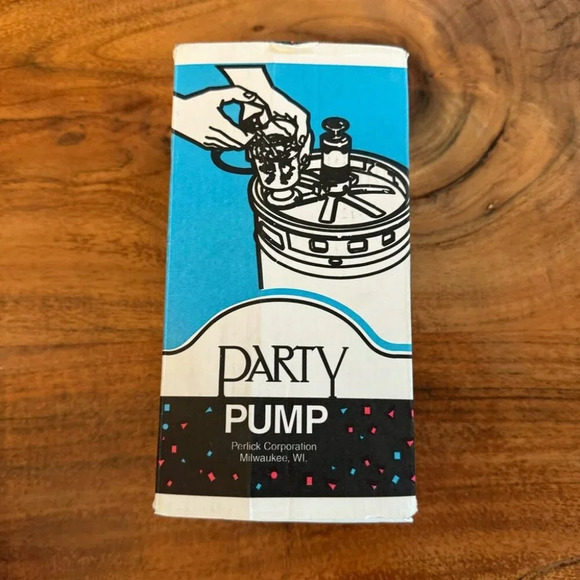 PARTY
PUMP
Perlick Corporation
Milwaukee, WI.